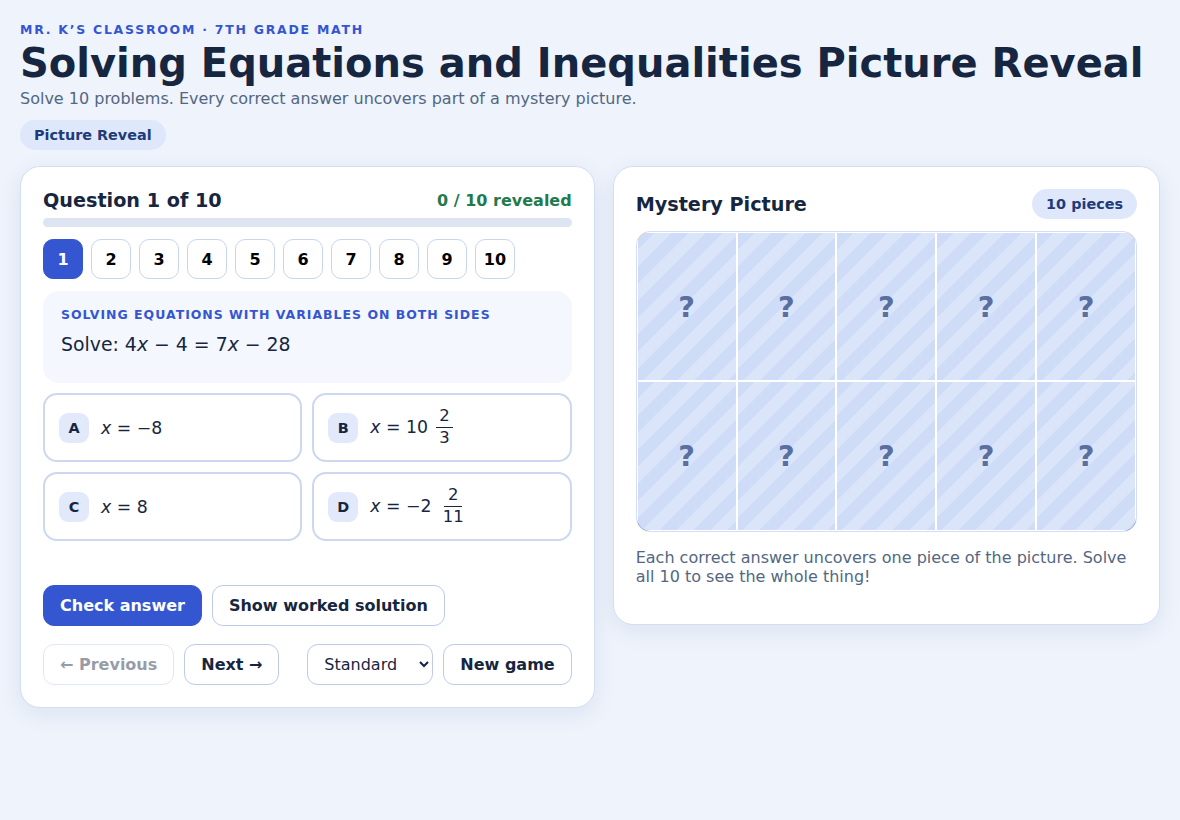 MR. K’S CLASSROOM · 7TH GRADE MATH
Solving Equations and Inequalities Picture Reveal
Solve 10 problems. Every correct answer uncovers part of a mystery picture.
Picture Reveal
Question 1 of 10
0 / 10 revealed
1 2 3 4 5 6 7 8 9 10
SOLVING EQUATIONS WITH VARIABLES ON BOTH SIDES
Solve: 4x − 4 = 7x − 28
A x = −8
B x = 10 2/3
C x = 8
D x = −2 2/11
Check answer
Show worked solution
← Previous
Next →
Standard
New game
Mystery Picture
10 pieces
? ? ? ? ?
? ? ? ? ?
Each correct answer uncovers one piece of the picture. Solve
all 10 to see the whole thing!